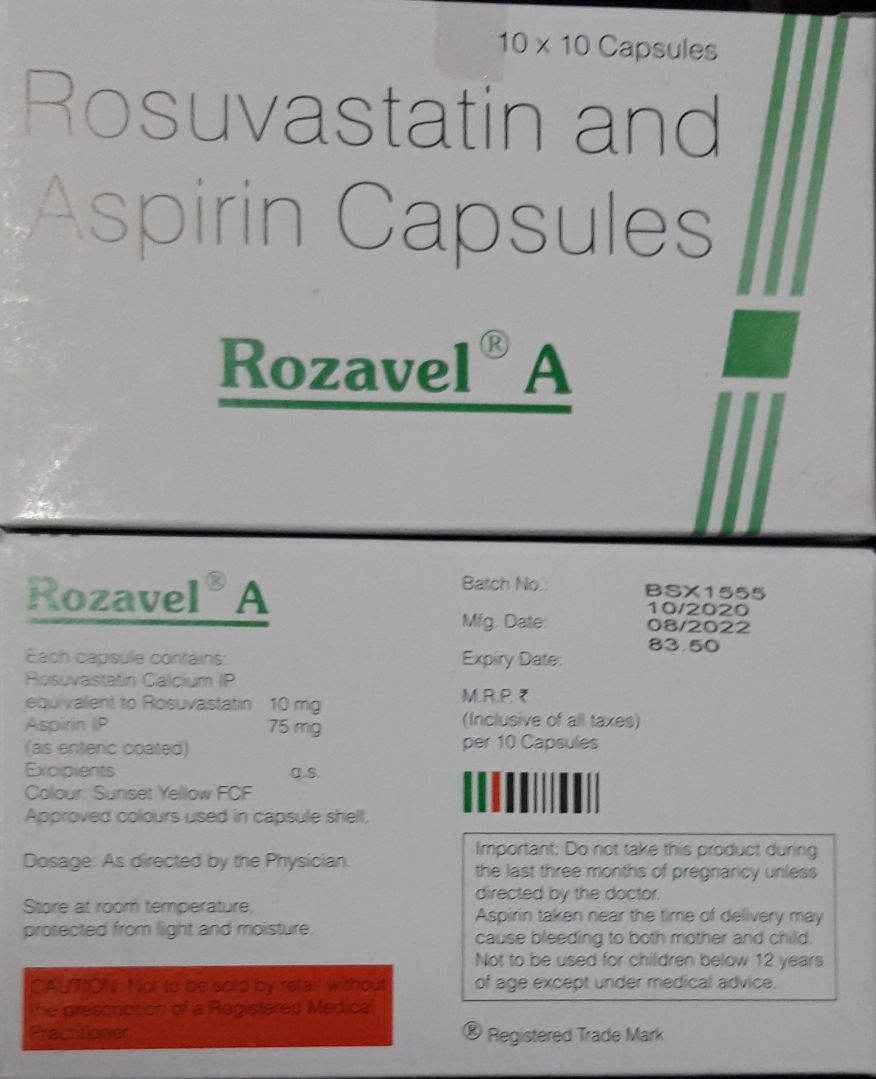 10 x 10 Capsules
Rosuvastatin and
Aspirin Capsules
Rozavel® A
Rozavel® A
Each capsule contains:
Rosuvastatin Calcium IP
equivalent to Rosuvastatin 10 mg
Aspirin IP 75 mg
(as enteric coated)
Excipients q.s.
Colour: Sunset Yellow FCF
Approved colours used in capsule shell.
Dosage: As directed by the Physician.
Store at room temperature,
protected from light and moisture.
CAUTION: Not to be sold by retail without
the prescription of a Registered Medical
Practitioner.
Batch No.: BSX1555
Mfg. Date: 10/2020
Expiry Date: 08/2022
M.R.P. ₹ 83.50
(Inclusive of all taxes)
per 10 Capsules
Important: Do not take this product during
the last three months of pregnancy unless
directed by the doctor.
Aspirin taken near the time of delivery may
cause bleeding to both mother and child.
Not to be used for children below 12 years
of age except under medical advice.
® Registered Trade Mark